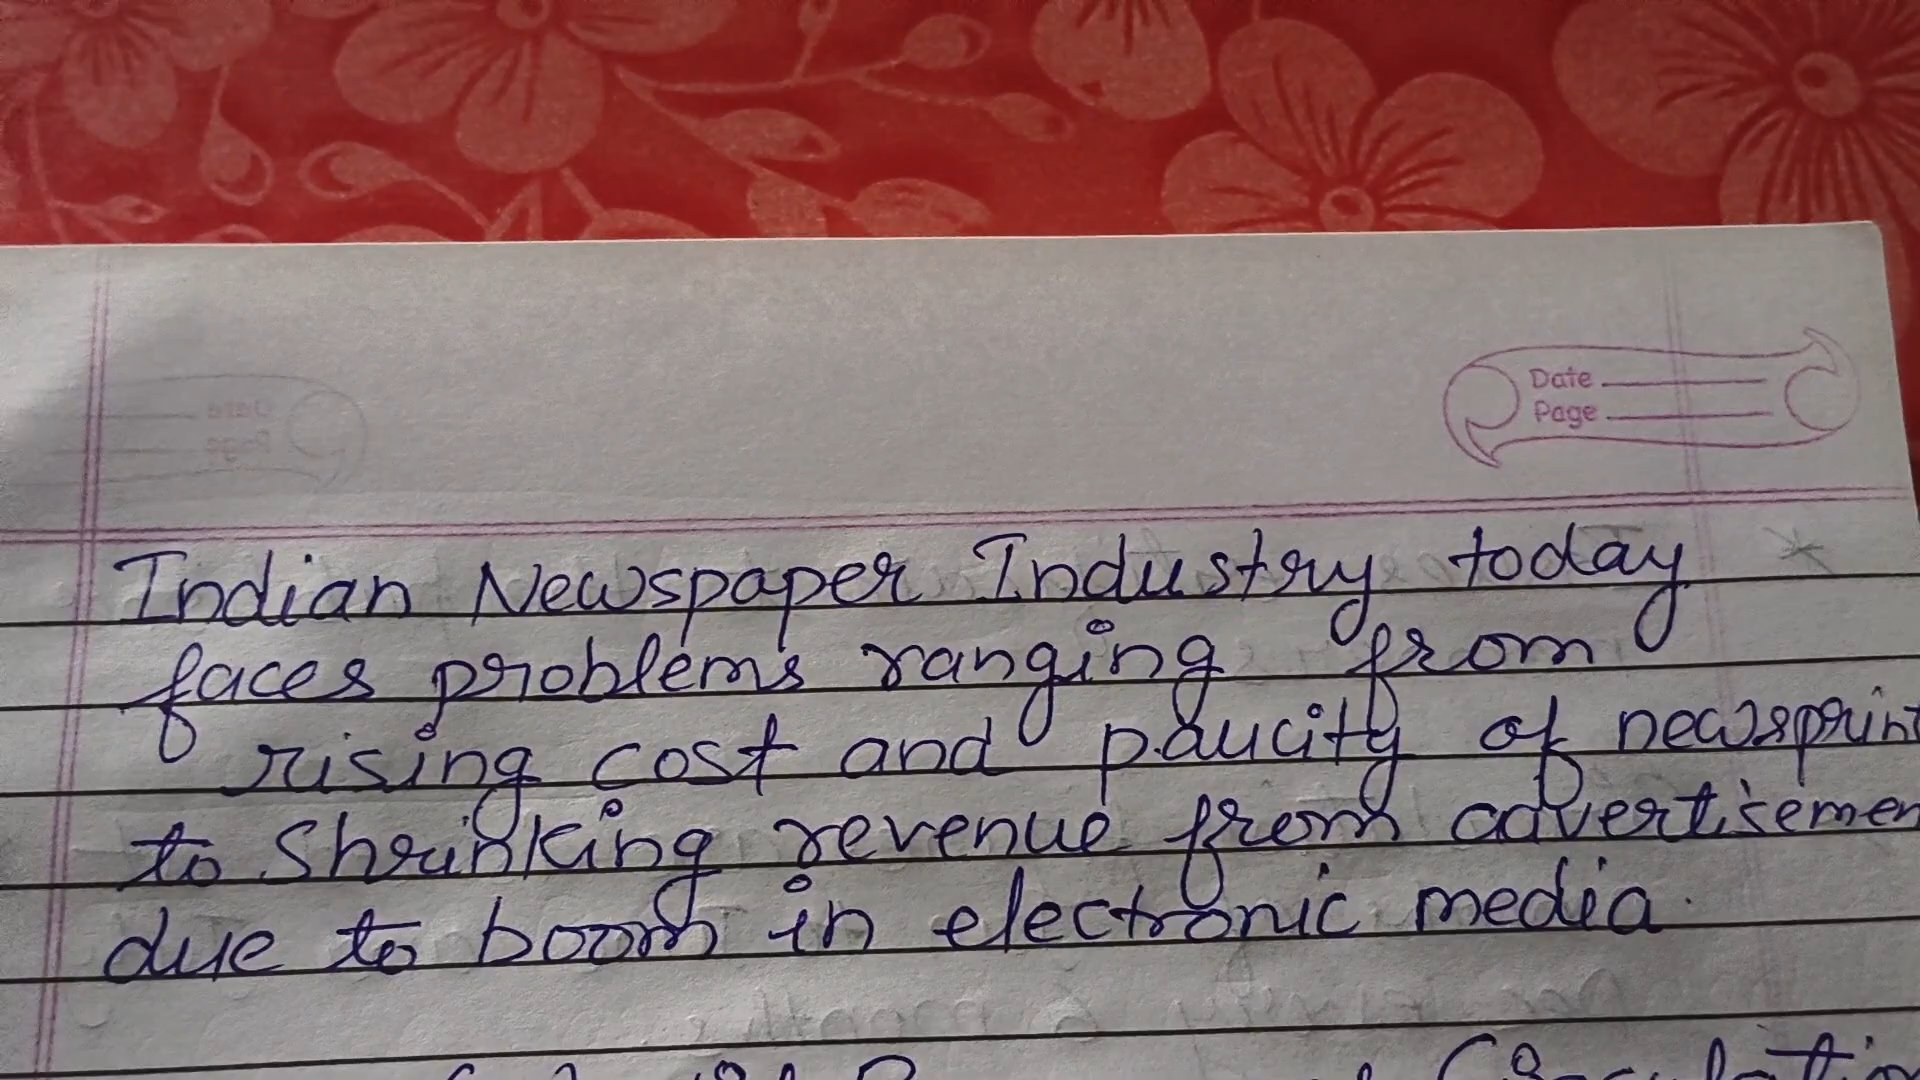 Date
Page
Indian Newspaper Industry today
faces problems ranging from
rising cost and paucity of newsprint
to Shrinking revenue from advertisemen
due to boom in electronic media.